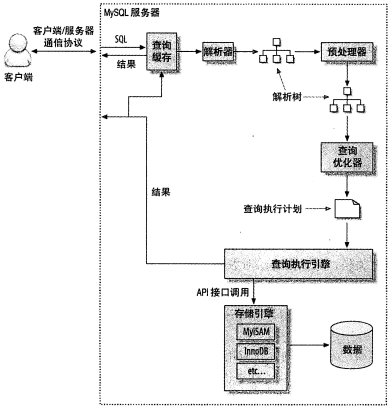 MySQL 服务器
客户端/服务器
通信协议
客户端
SQL
结果
查询
缓存
解析器
预处理器
解析树
查询
优化器
查询执行计划
结果
查询执行引擎
API 接口调用
存储引擎
MyISAM
InnoDB
etc...
数据